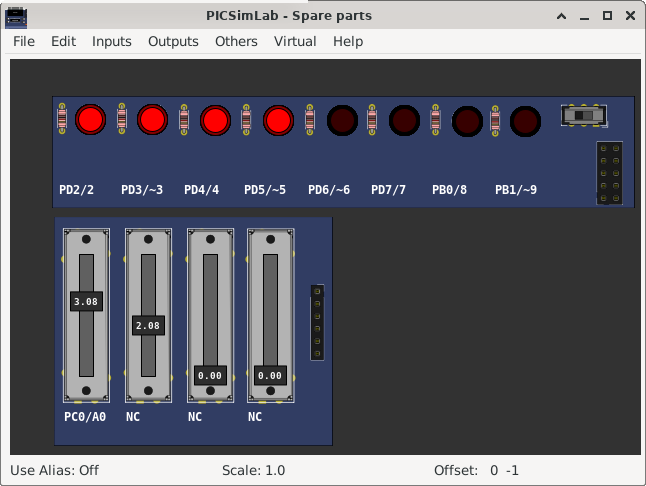 PICSimLab - Spare parts
File Edit Inputs Outputs Others Virtual Help
PD2/2 PD3/~3 PD4/4 PD5/~5 PD6/~6 PD7/7 PB0/8 PB1/~9
3.08
2.08
0.00 0.00
PC0/A0 NC NC NC
Use Alias: Off Scale: 1.0 Offset: 0 -1